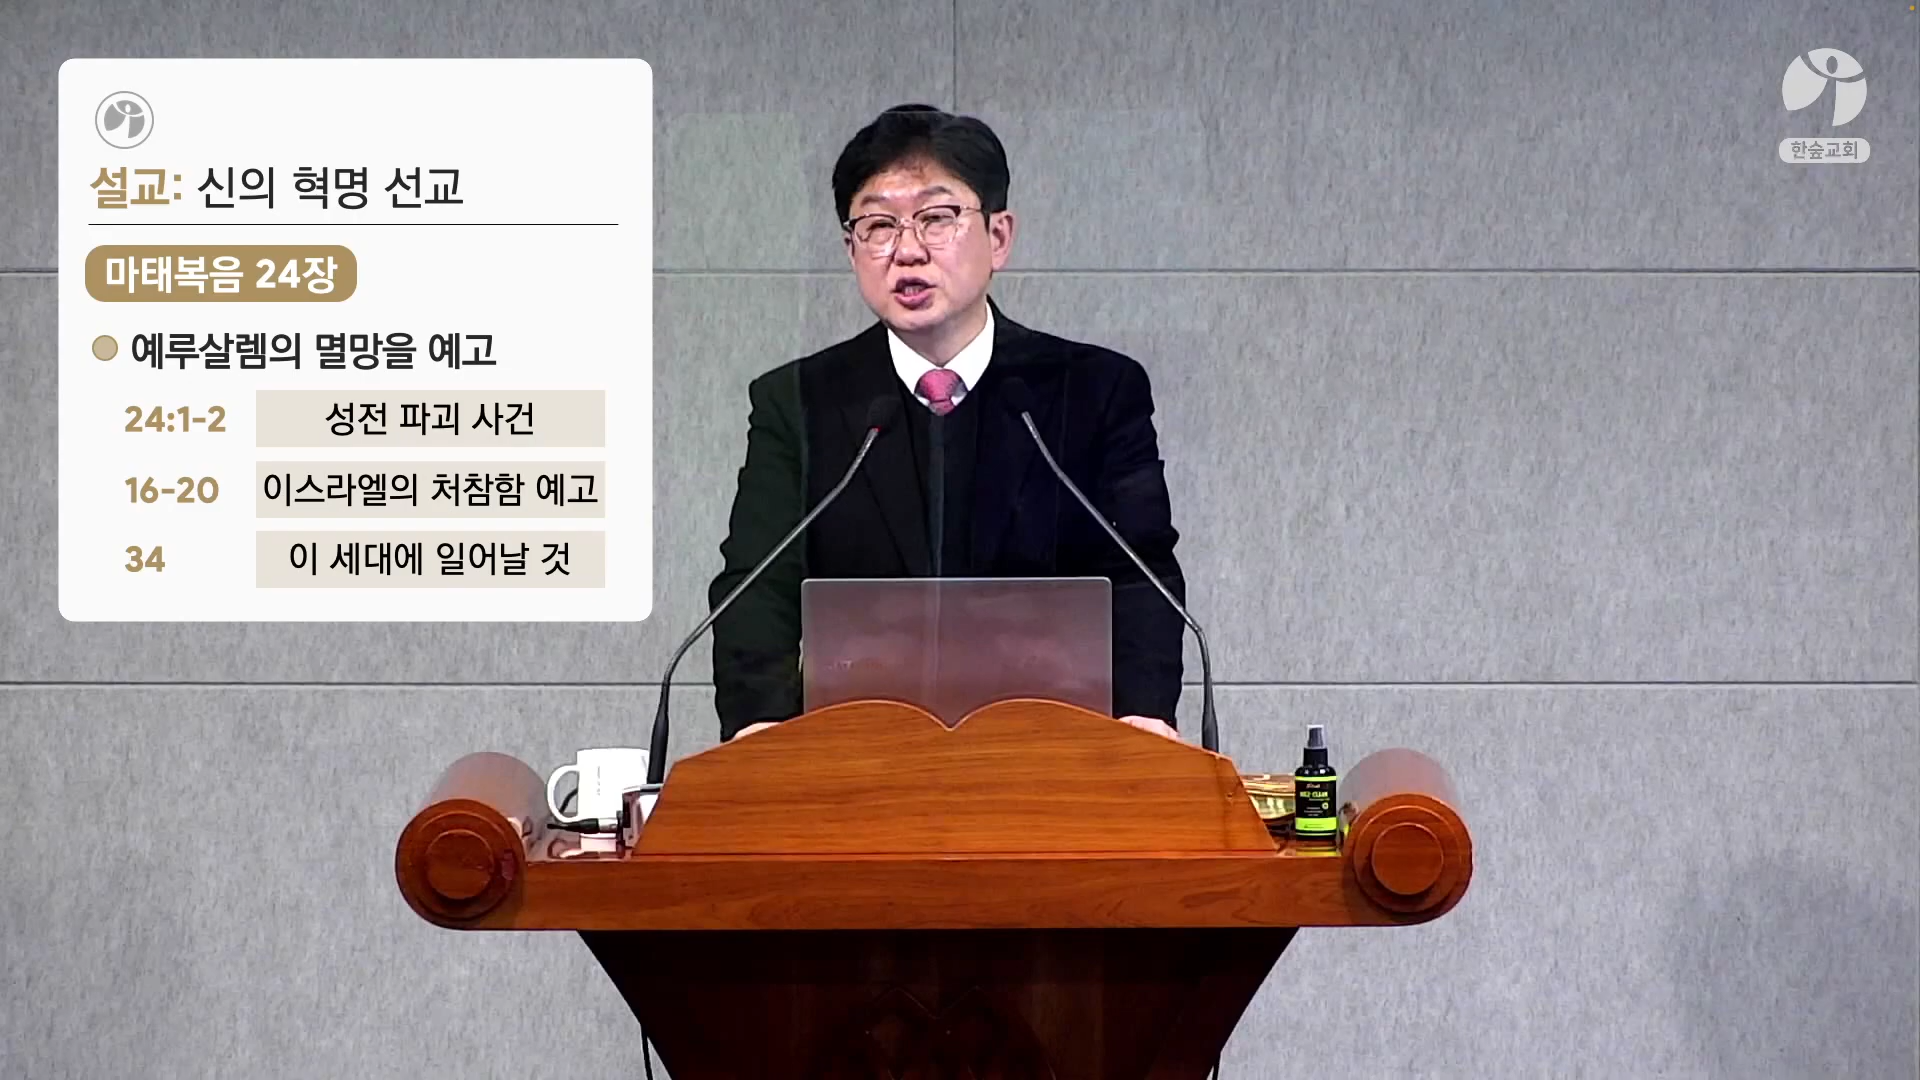 설교: 신의 혁명 선교
마태복음 24장
예루살렘의 멸망을 예고
24:1-2 성전 파괴 사건
16-20 이스라엘의 처참함 예고
34 이 세대에 일어날 것
한숲교회